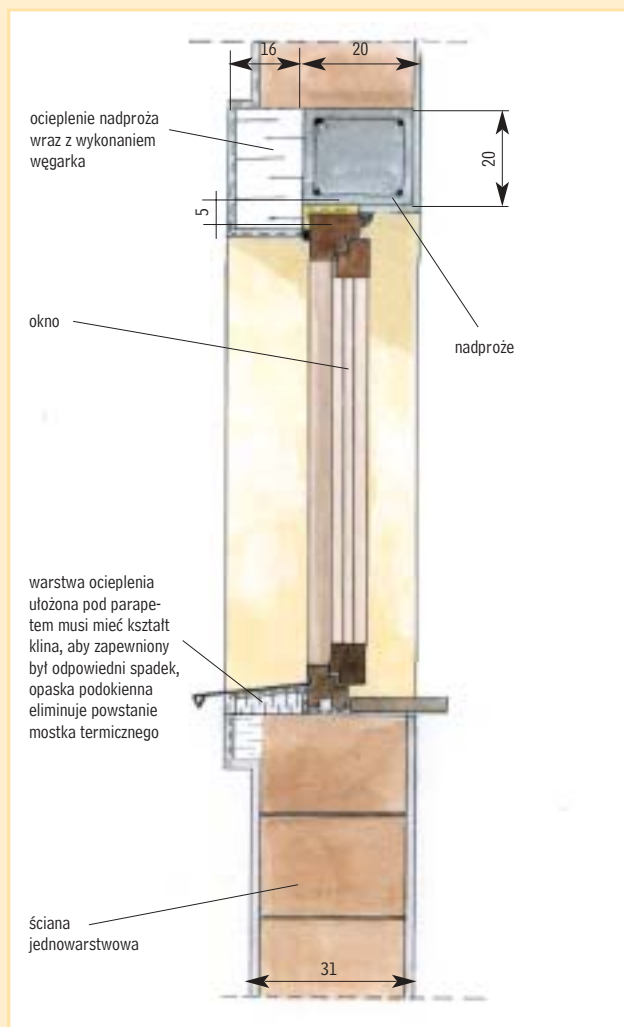 16
20
ocieplenie nadproża
wraz z wykonaniem
węgarka
20
5
okno
nadproże
warstwa ocieplenia
ułożona pod parape-
tem musi mieć kształt
klina, aby zapewniony
był odpowiedni spadek,
opaska podokienna
eliminuje powstanie
mostka termicznego
ściana
jednowarstwowa
31